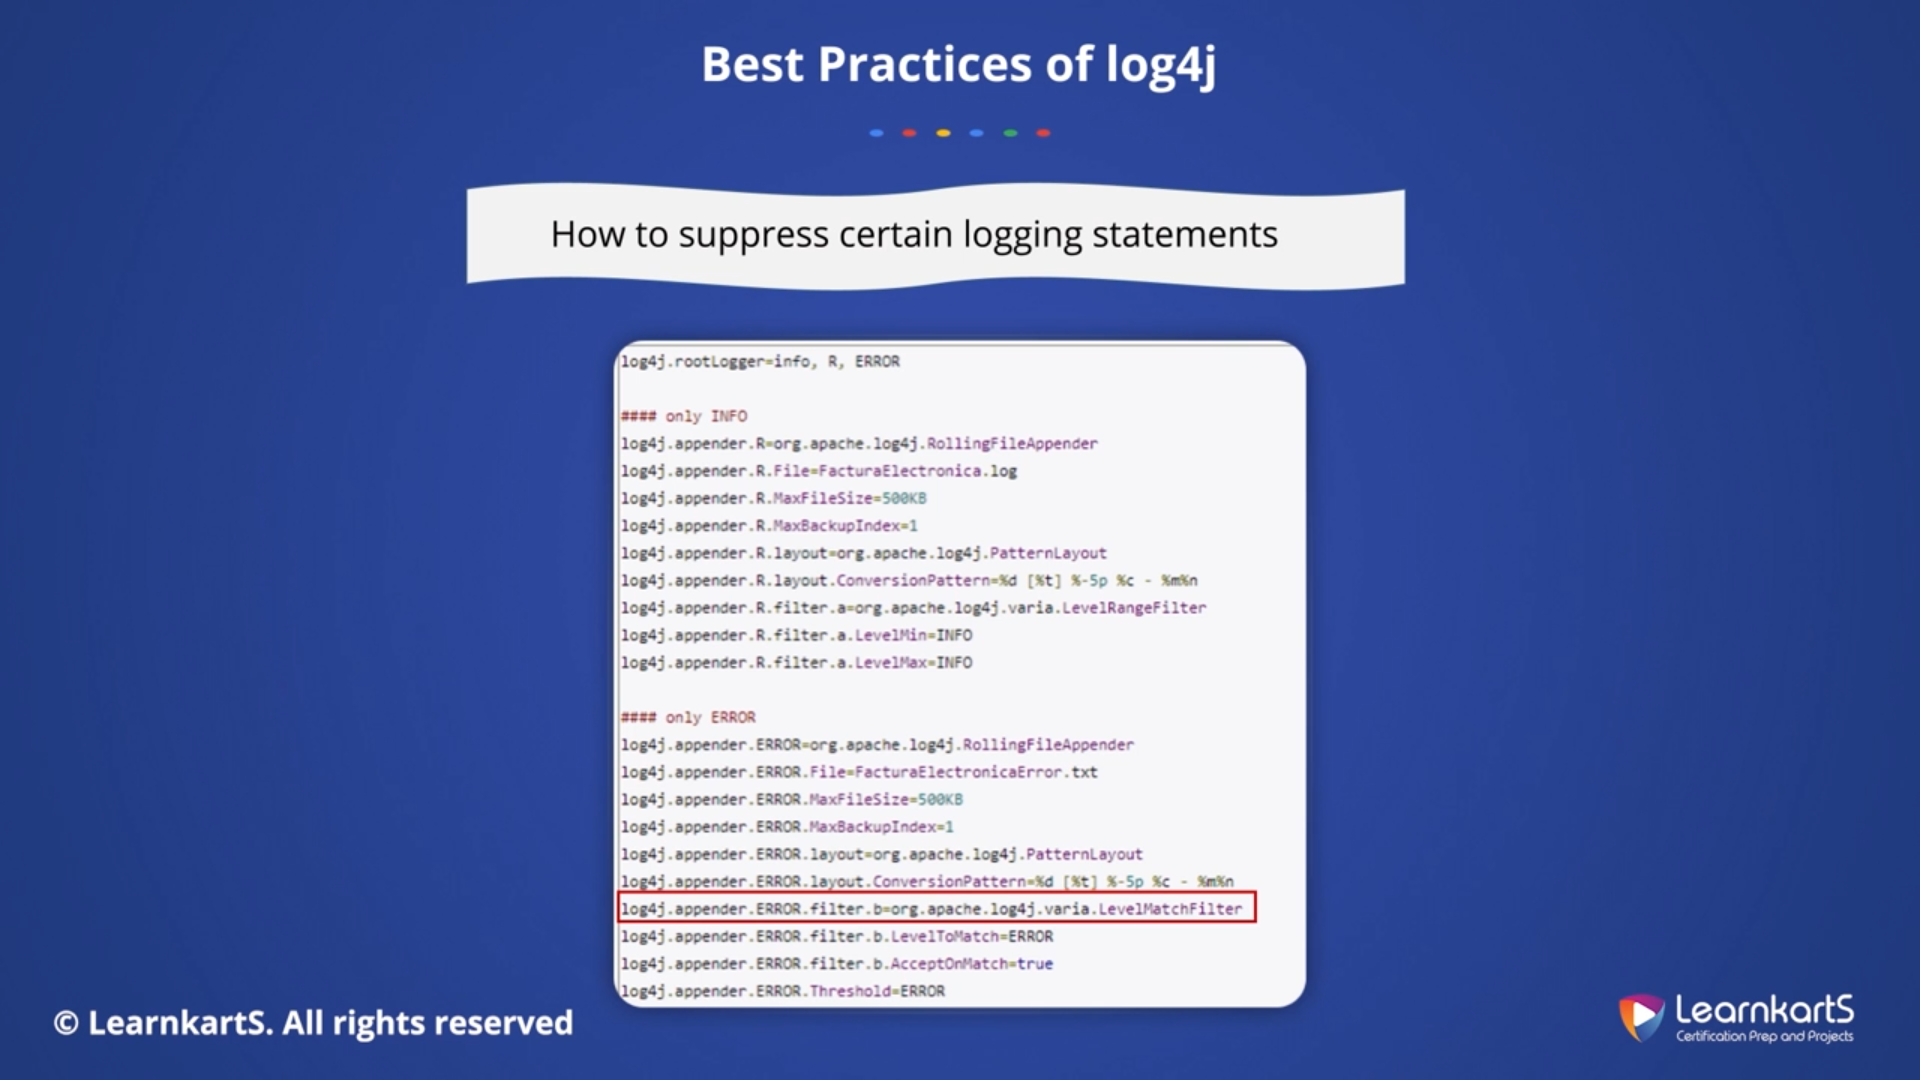 Best Practices of log4j
How to suppress certain logging statements
log4j.rootLogger=info, R, ERROR
#### only INFO
log4j.appender.R=org.apache.log4j.RollingFileAppender
log4j.appender.R.File=FacturaElectronica.log
log4j.appender.R.MaxFileSize=500KB
log4j.appender.R.MaxBackupIndex=1
log4j.appender.R.layout=org.apache.log4j.PatternLayout
log4j.appender.R.layout.ConversionPattern=%d [%t] %-5p %c - %m%n
log4j.appender.R.filter.a=org.apache.log4j.varia.LevelRangeFilter
log4j.appender.R.filter.a.LevelMin=INFO
log4j.appender.R.filter.a.LevelMax=INFO
#### only ERROR
log4j.appender.ERROR=org.apache.log4j.RollingFileAppender
log4j.appender.ERROR.File=FacturaElectronicaError.txt
log4j.appender.ERROR.MaxFileSize=500KB
log4j.appender.ERROR.MaxBackupIndex=1
log4j.appender.ERROR.layout=org.apache.log4j.PatternLayout
log4j.appender.ERROR.layout.ConversionPattern=%d [%t] %-5p %c - %m%n
log4j.appender.ERROR.filter.b=org.apache.log4j.varia.LevelMatchFilter
log4j.appender.ERROR.filter.b.LevelToMatch=ERROR
log4j.appender.ERROR.filter.b.AcceptOnMatch=true
log4j.appender.ERROR.Threshold=ERROR
© LearnkartS. All rights reserved
LearnkartS
Certification Prep and Projects